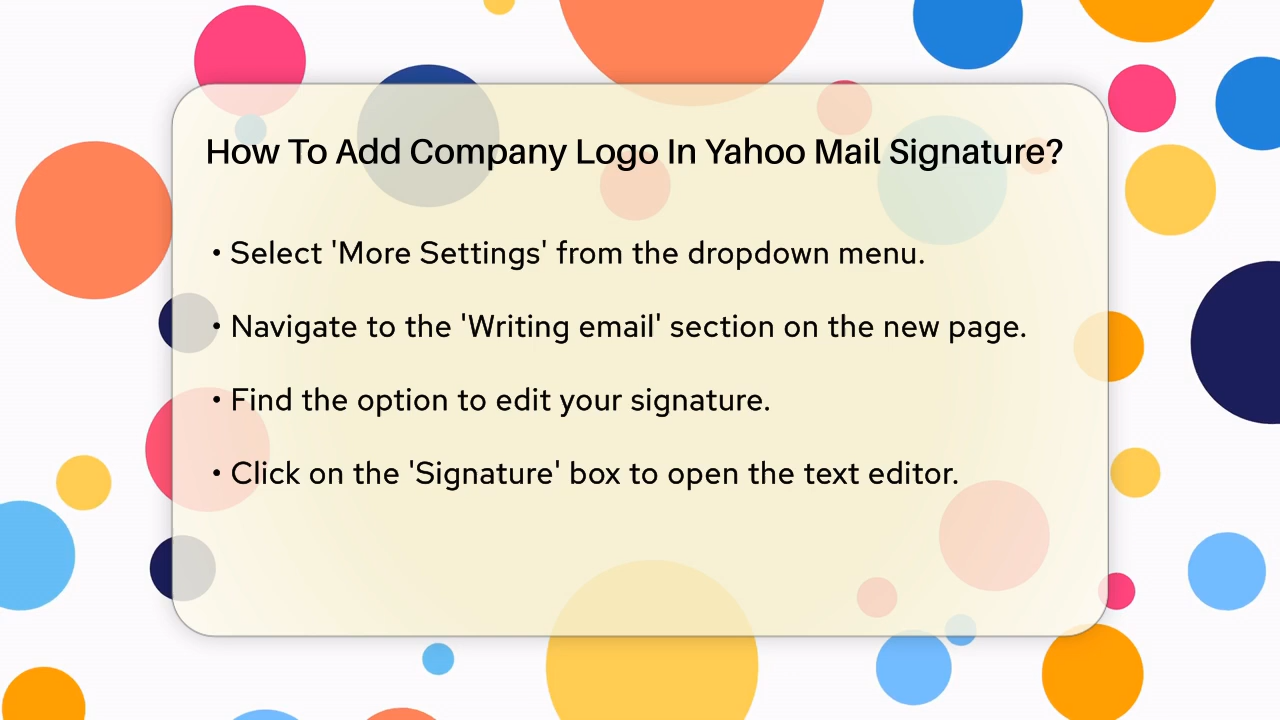 How To Add Company Logo In Yahoo Mail Signature?
• Select 'More Settings' from the dropdown menu.
• Navigate to the 'Writing email' section on the new page.
• Find the option to edit your signature.
• Click on the 'Signature' box to open the text editor.